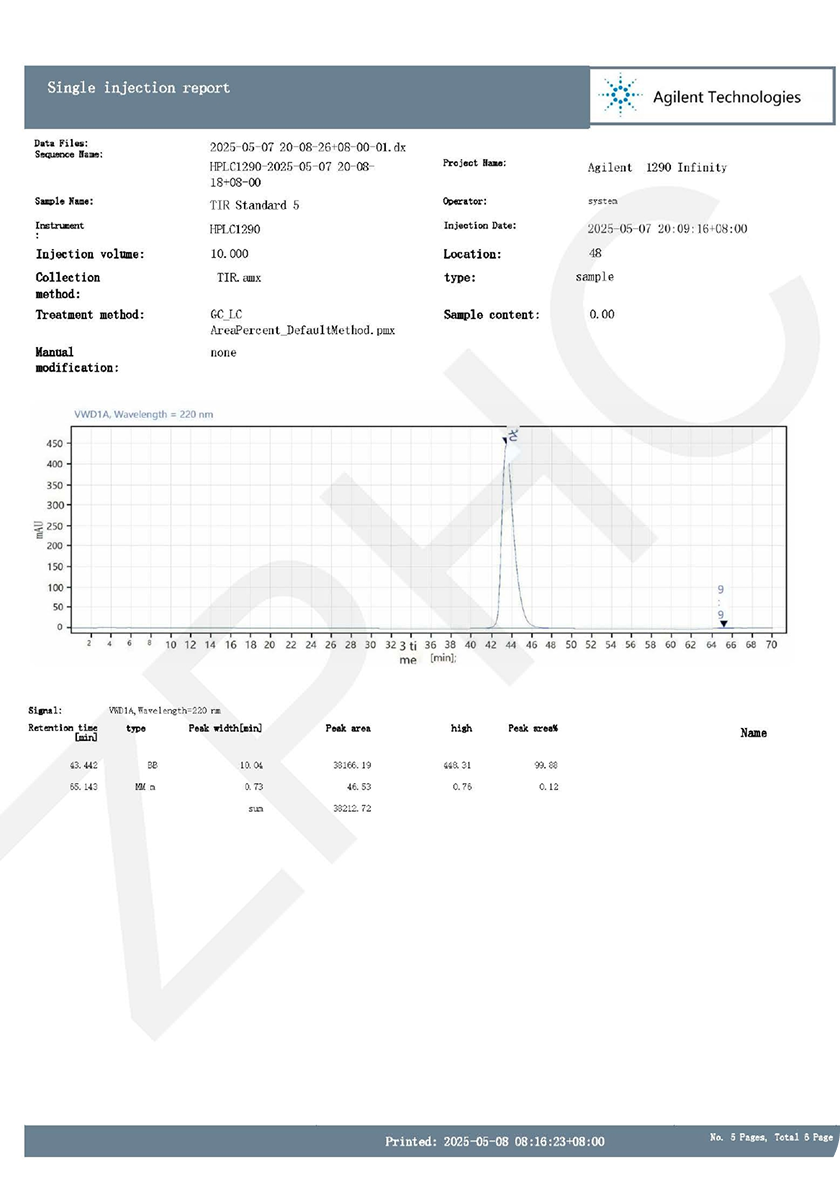 Single injection report
Agilent Technologies
Data Files: 2025-05-07 20-08-26+08-00-01.dx
Sequence Name: HPLC1290-2025-05-07 20-08-
18+08-00
Project Name: Agilent 1290 Infinity
Sample Name: TIR Standard 5 Operator: system
Instrument
: HPLC1290 Injection Date: 2025-05-07 20:09:16+08:00
Injection volume: 10.000 Location: 48
Collection
method: TIR.amx type: sample
Treatment method: GC_LC
AreaPercent_DefaultMethod.pmx Sample content: 0.00
Manual
modification: none
VWD1A, Wavelength = 220 nm
450
400
350
300
250
200
150
100
50
0
mAU
9
:
9
2 4 6 8 10 12 14 16 18 20 22 24 26 28 30 32 3 ti 36 38 40 42 44 46 48 50 52 54 56 58 60 62 64 66 68 70
me [min];
Signal: VWD1A,Wavelength=220 nm
Retention time
[min] type Peak width[min] Peak area high Peak area% Name
43.442 BB 10.04 38166.19 448.31 99.88
65.143 MM m 0.73 46.53 0.76 0.12
sum 38212.72
Printed: 2025-05-08 08:16:23+08:00
No. 5 Pages, Total 6 Page
ZPHC